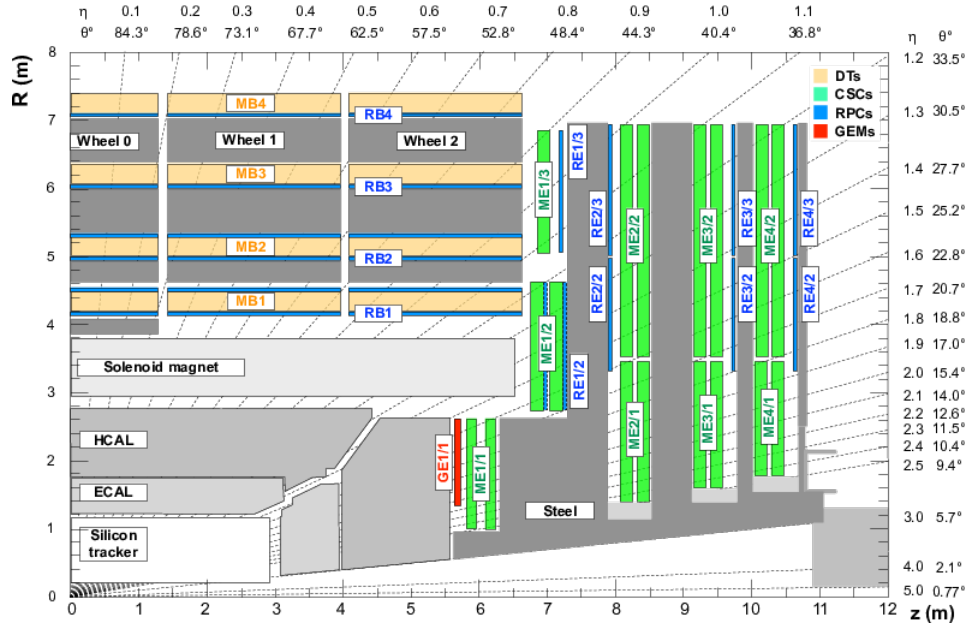 η 0.1 0.2 0.3 0.4 0.5 0.6 0.7 0.8 0.9 1.0 1.1
θ° 84.3° 78.6° 73.1° 67.7° 62.5° 57.5° 52.8° 48.4° 44.3° 40.4° 36.8° η θ°
R (m)
8
7
6
5
4
3
2
1
0
1.2 33.5°
1.3 30.5°
1.4 27.7°
1.5 25.2°
1.6 22.8°
1.7 20.7°
1.8 18.8°
1.9 17.0°
2.0 15.4°
2.1 14.0°
2.2 12.6°
2.3 11.5°
2.4 10.4°
2.5 9.4°
3.0 5.7°
4.0 2.1°
5.0 0.77°
DTs
CSCs
RPCs
GEMs
MB4
RB4
Wheel 0
Wheel 1
Wheel 2
MB3
RB3
MB2
RB2
MB1
RB1
Solenoid magnet
HCAL
ECAL
Silicon
tracker
Steel
GE1/1
ME1/1
ME1/2
ME1/3
RE1/3
RE1/2
RE2/3
RE2/2
ME2/2
ME2/1
ME3/2
ME3/1
RE3/3
RE3/2
ME4/2
ME4/1
RE4/3
RE4/2
0 1 2 3 4 5 6 7 8 9 10 11 12
z (m)